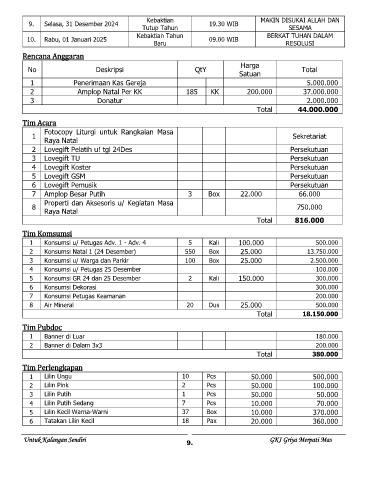 9. Selasa, 31 Desember 2024 Kebaktian Tutup Tahun 19.30 WIB MAKIN DISUKAI ALLAH DAN SESAMA
10. Rabu, 01 Januari 2025 Kebaktian Tahun Baru 09.00 WIB BERKAT TUHAN DALAM RESOLUSI
Rencana Anggaran
No Deskripsi QtY Harga Satuan Total
1 Penerimaan Kas Gereja 5.000.000
2 Amplop Natal Per KK 185 KK 200.000 37.000.000
3 Donatur 2.000.000
Total 44.000.000
Tim Acara
1 Fotocopy Liturgi untuk Rangkaian Masa Raya Natal Sekretariat
2 Lovegift Pelatih u/ tgl 24Des Persekutuan
3 Lovegift TU Persekutuan
4 Lovegift Koster Persekutuan
5 Lovegift GSM Persekutuan
6 Lovegift Pemusik Persekutuan
7 Amplop Besar Putih 3 Box 22.000 66.000
8 Properti dan Aksesoris u/ Kegiatan Masa Raya Natal 750.000
Total 816.000
Tim Komsumsi
1 Konsumsi u/ Petugas Adv. 1 - Adv. 4 5 Kali 100.000 500.000
2 Konsumsi Natal 1 (24 Desember) 550 Box 25.000 13.750.000
3 Konsumsi u/ Warga dan Parkir 100 Box 25.000 2.500.000
4 Konsumsi u/ Petugas 25 Desember 100.000
5 Konsumsi GR 24 dan 25 Desember 2 Kali 150.000 300.000
6 Konsumsi Dekorasi 300.000
7 Konsumsi Petugas Keamanan 200.000
8 Air Mineral 20 Dus 25.000 500.000
Total 18.150.000
Tim Pubdoc
1 Banner di Luar 180.000
2 Banner di Dalam 3x3 200.000
Total 380.000
Tim Perlengkapan
1 Lilin Ungu 10 Pcs 50.000 500.000
2 Lilin Pink 2 Pcs 50.000 100.000
3 Lilin Putih 1 Pcs 50.000 50.000
4 Lilin Putih Sedang 7 Pcs 10.000 70.000
5 Lilin Kecil Warna-Warni 37 Box 10.000 370.000
6 Tatakan Lilin Kecil 18 Pax 20.000 360.000
Untuk Kalangan Sendiri 9. GKI Griya Merpati Mas